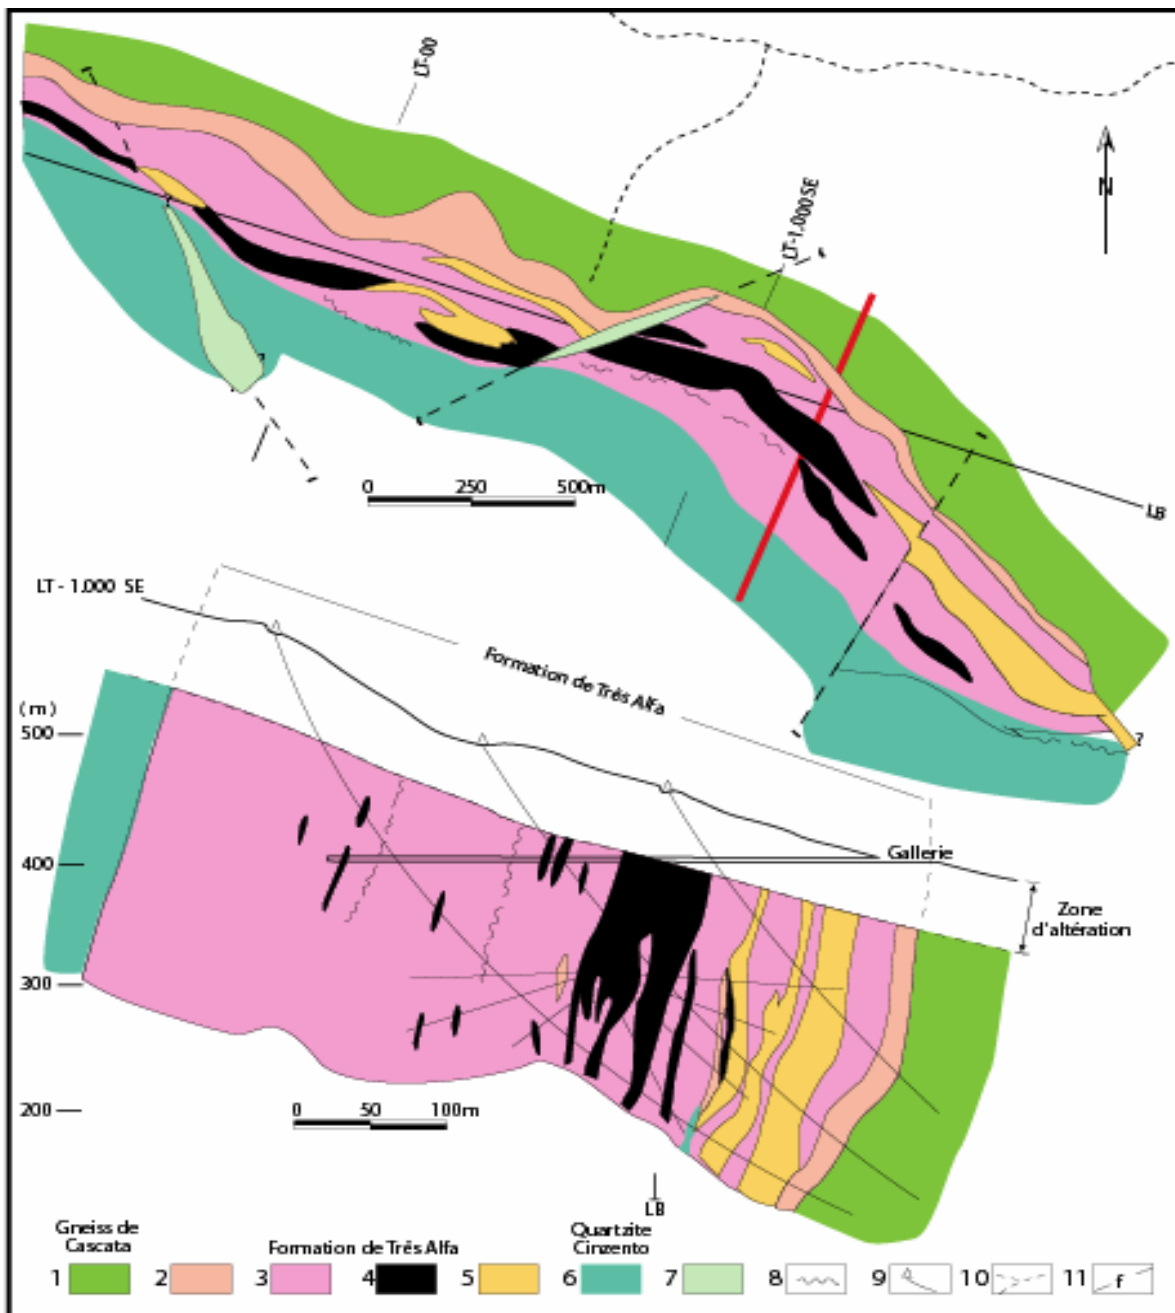 LT-00
LT-1.000 SE
N
?
0 250 500m
LB
?
LT - 1.000 SE
Formation de Três Alfa
(m)
500
400
300
200
Gallerie
Zone
d'altération
0 50 100m
LB
Gneiss de
Cascata
Formation de Três Alfa
Quartzite
Cinzento
1 2 3 4 5 6 7 8 9 10 11 f